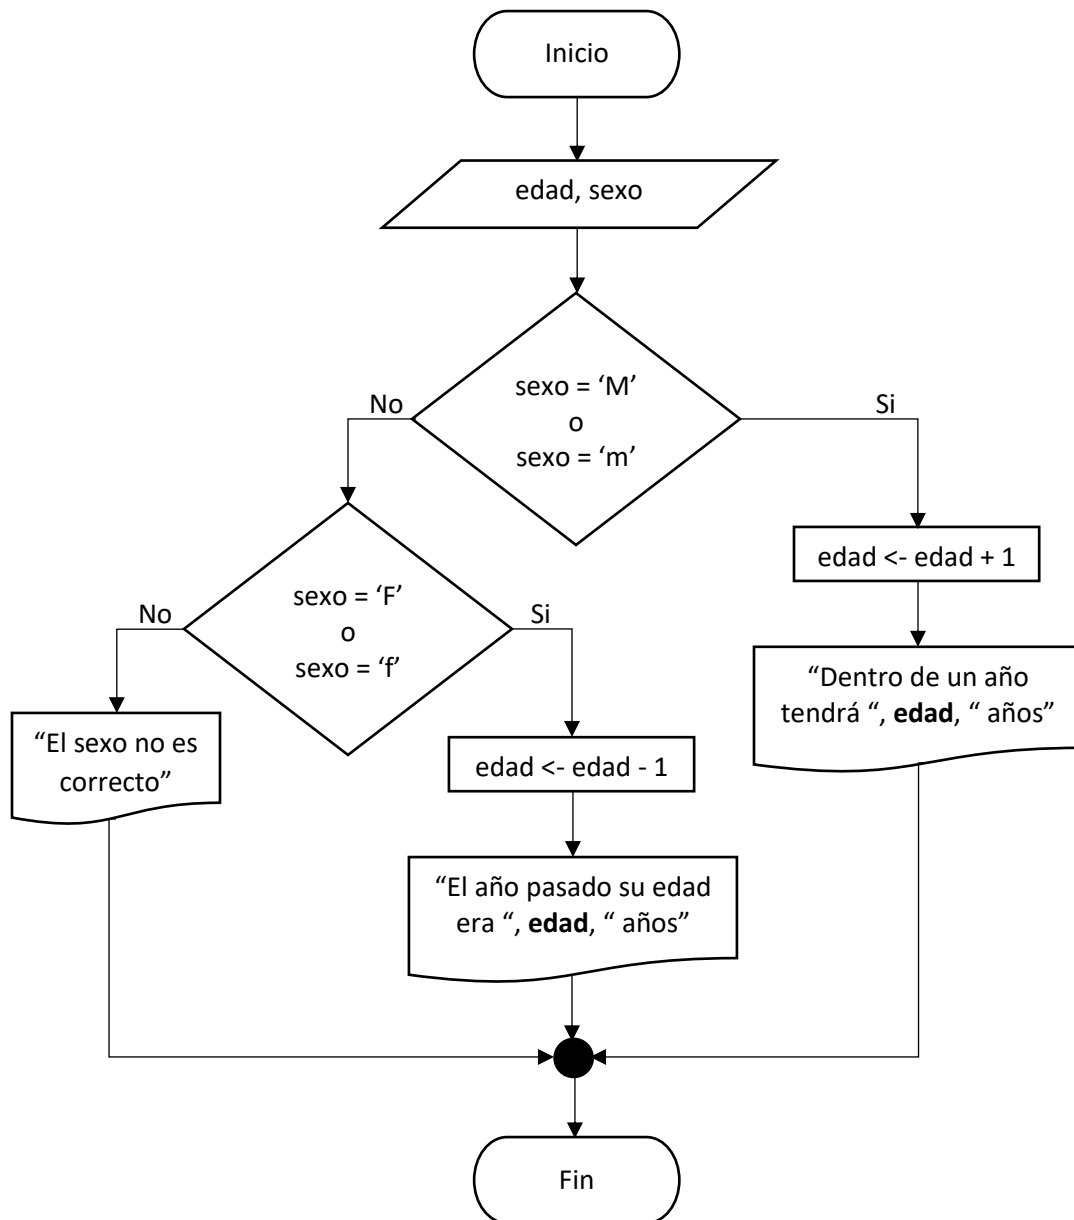 Inicio
edad, sexo
sexo = ‘M’
o
sexo = ‘m’
No
Si
sexo = ‘F’
o
sexo = ‘f’
No
Si
edad <- edad + 1
“Dentro de un año
tendrá “, edad, “ años”
“El sexo no es
correcto”
edad <- edad - 1
“El año pasado su edad
era “, edad, “ años”
Fin